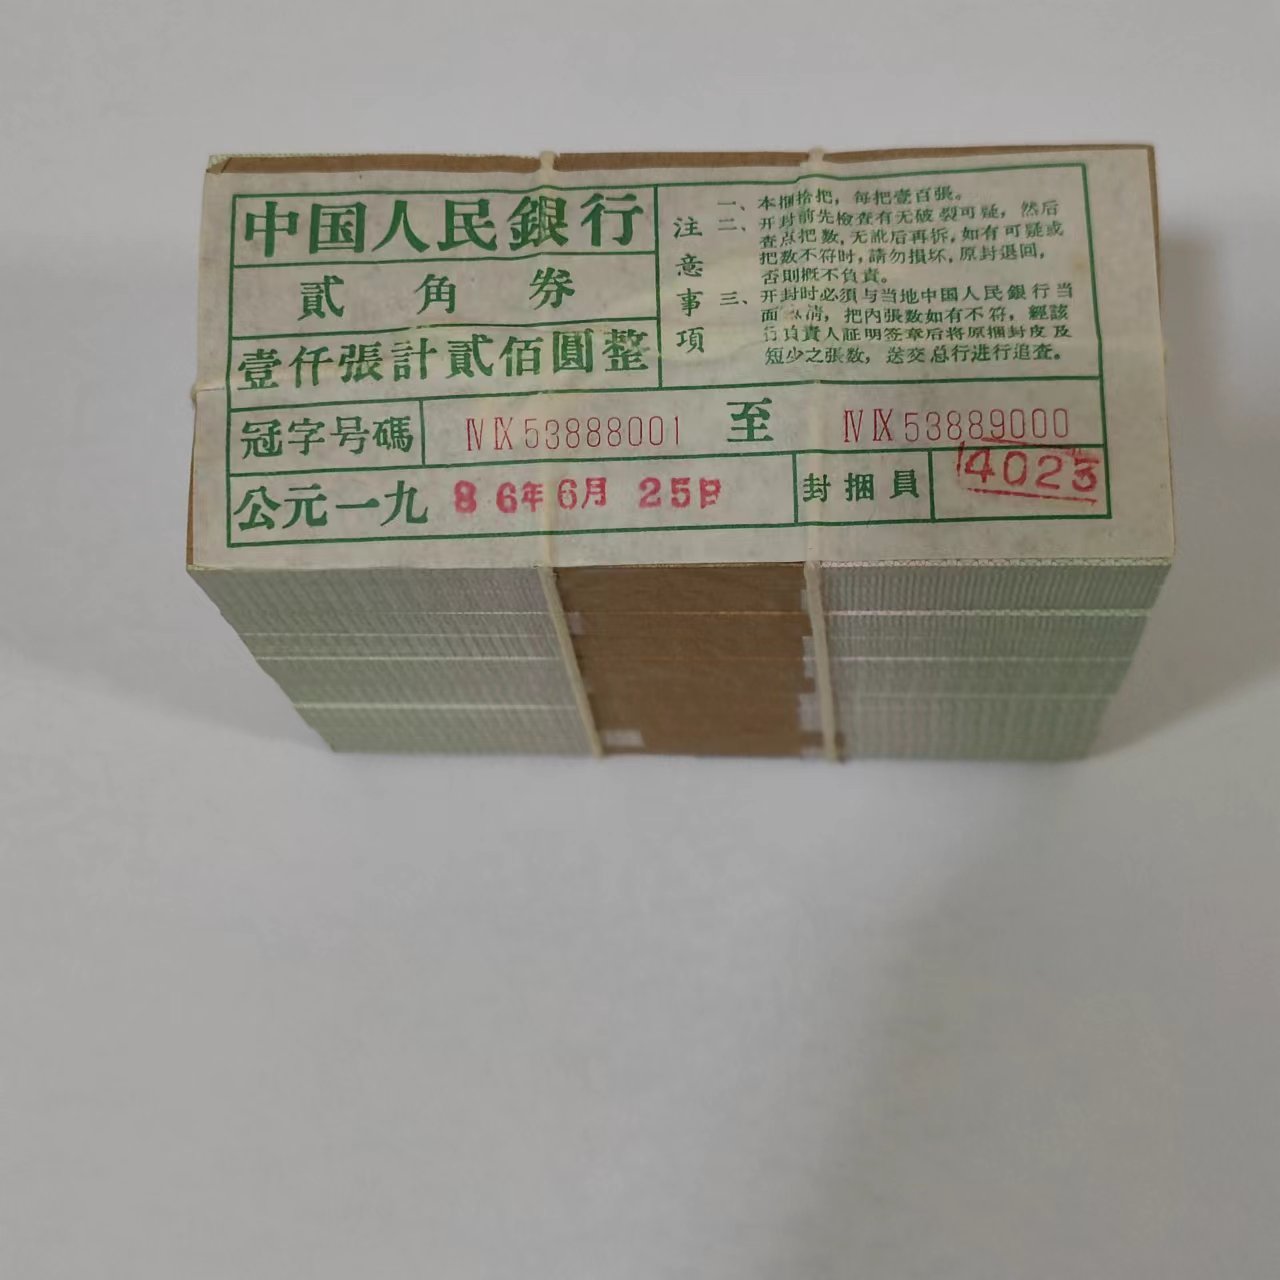 中国人民銀行
貳角券
壹仟張計貳佰圓整
注意事項
一、本捆拾把，每把壹百張。
二、开封前先檢查有无破裂可疑，然后
查点把数，无訛后再拆，如有可疑或
把数不符时，請勿損坏，原封退回，
否則概不負責。
三、开封时必須与当地中国人民銀行当
面清，把內張数如有不符，經該
行負責人証明签章后将原捆封皮及
短少之張数，送交总行进行追查。
冠字号碼 ⅣⅨ53888001 至 ⅣⅨ53889000
公元一九86年6月25日 封捆員 14023